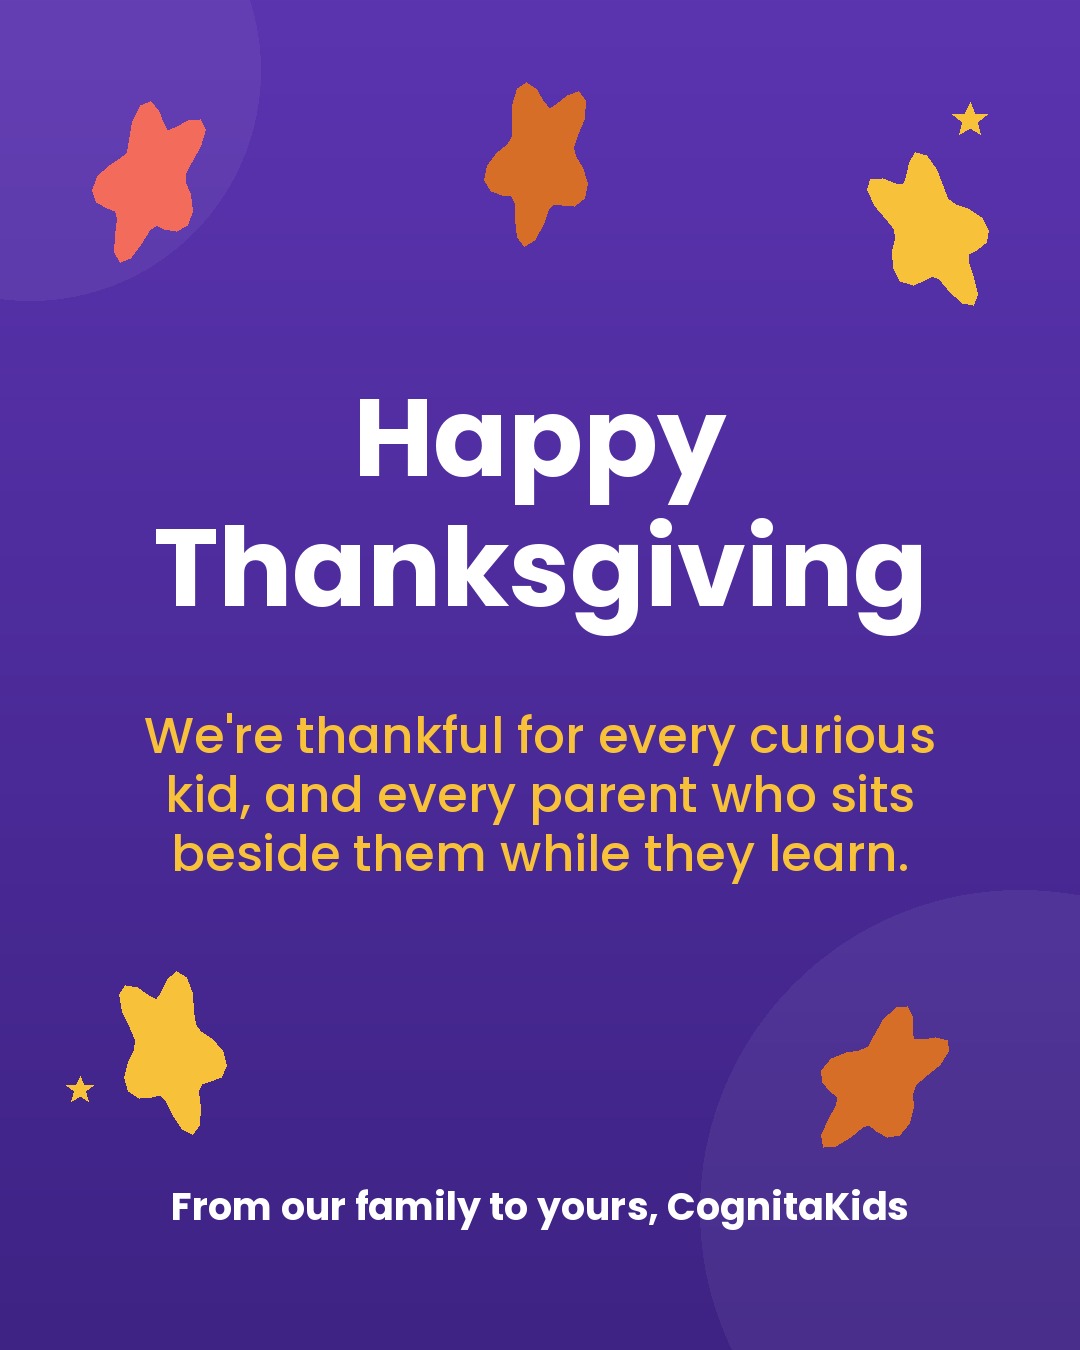 Happy
Thanksgiving
We're thankful for every curious
kid, and every parent who sits
beside them while they learn.
From our family to yours, CognitaKids